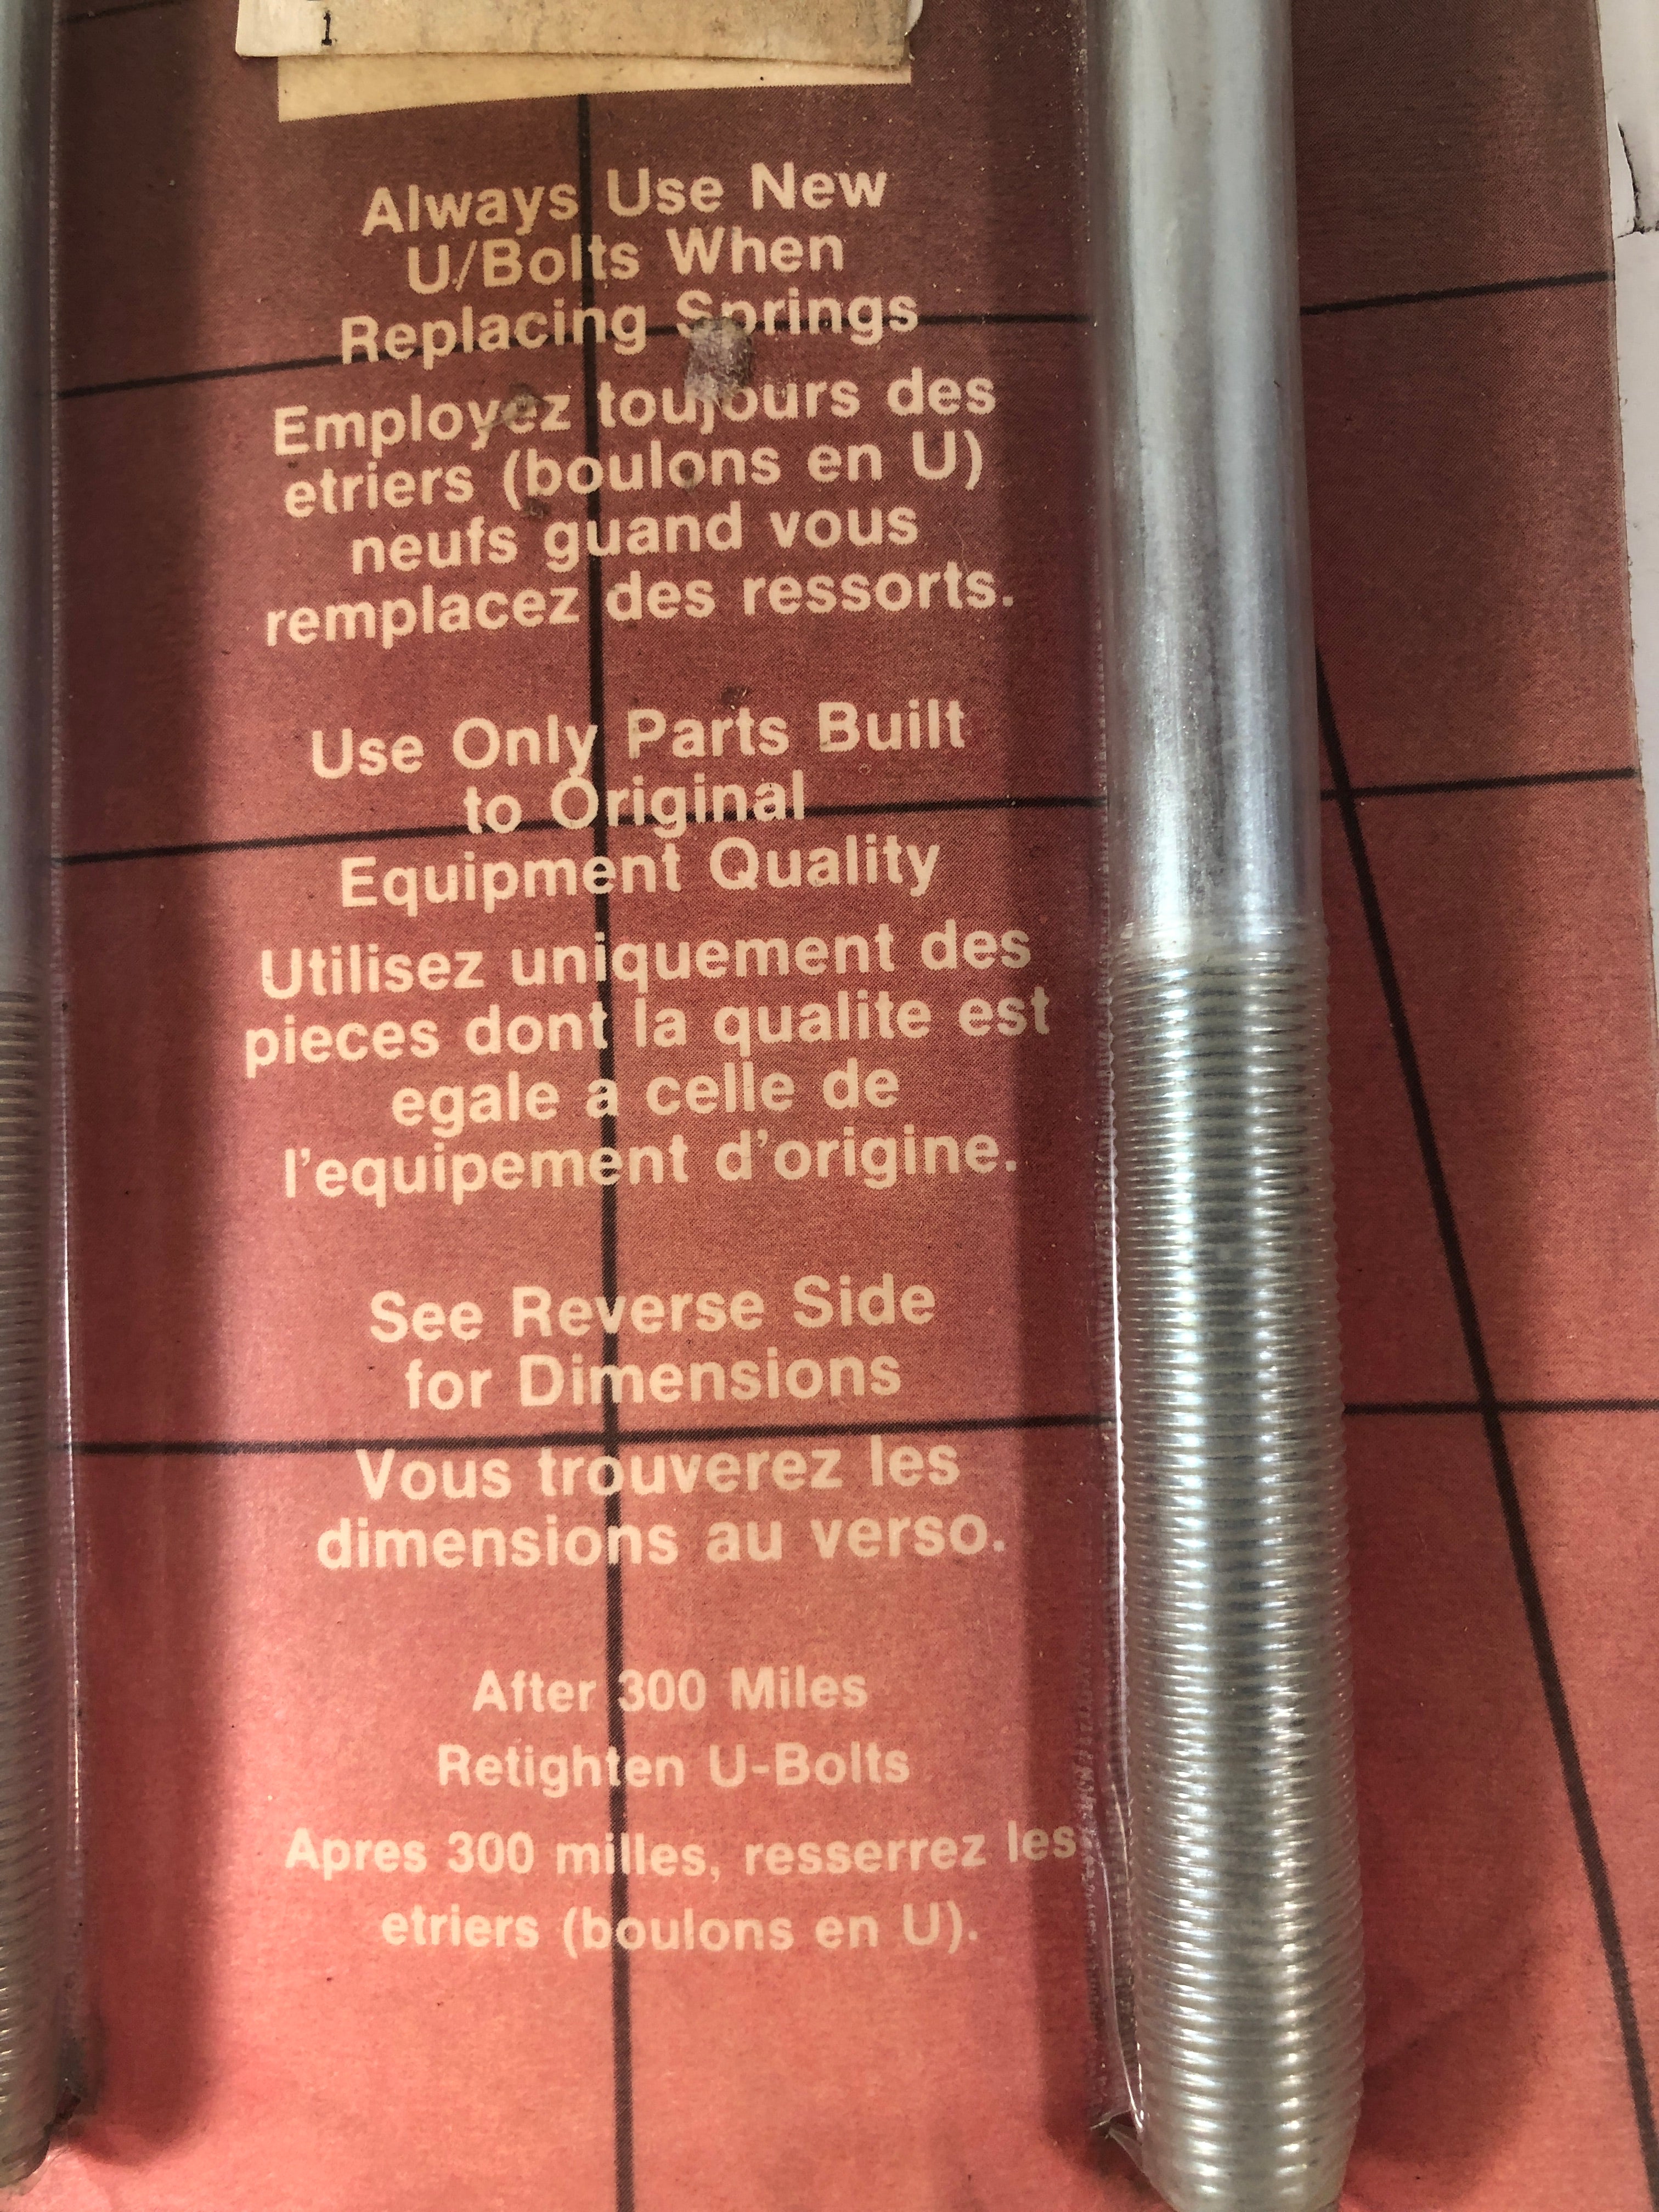 1
Always Use New
U/Bolts When
Replacing Springs
Employez toujours des
etriers (boulons en U)
neufs guand vous
remplacez des ressorts.
Use Only Parts Built
to Original
Equipment Quality
Utilisez uniquement des
pieces dont la qualite est
egale a celle de
l'equipement d'origine.
See Reverse Side
for Dimensions
Vous trouverez les
dimensions au verso.
After 300 Miles
Retighten U-Bolts
Apres 300 milles, resserrez les
etriers (boulons en U).